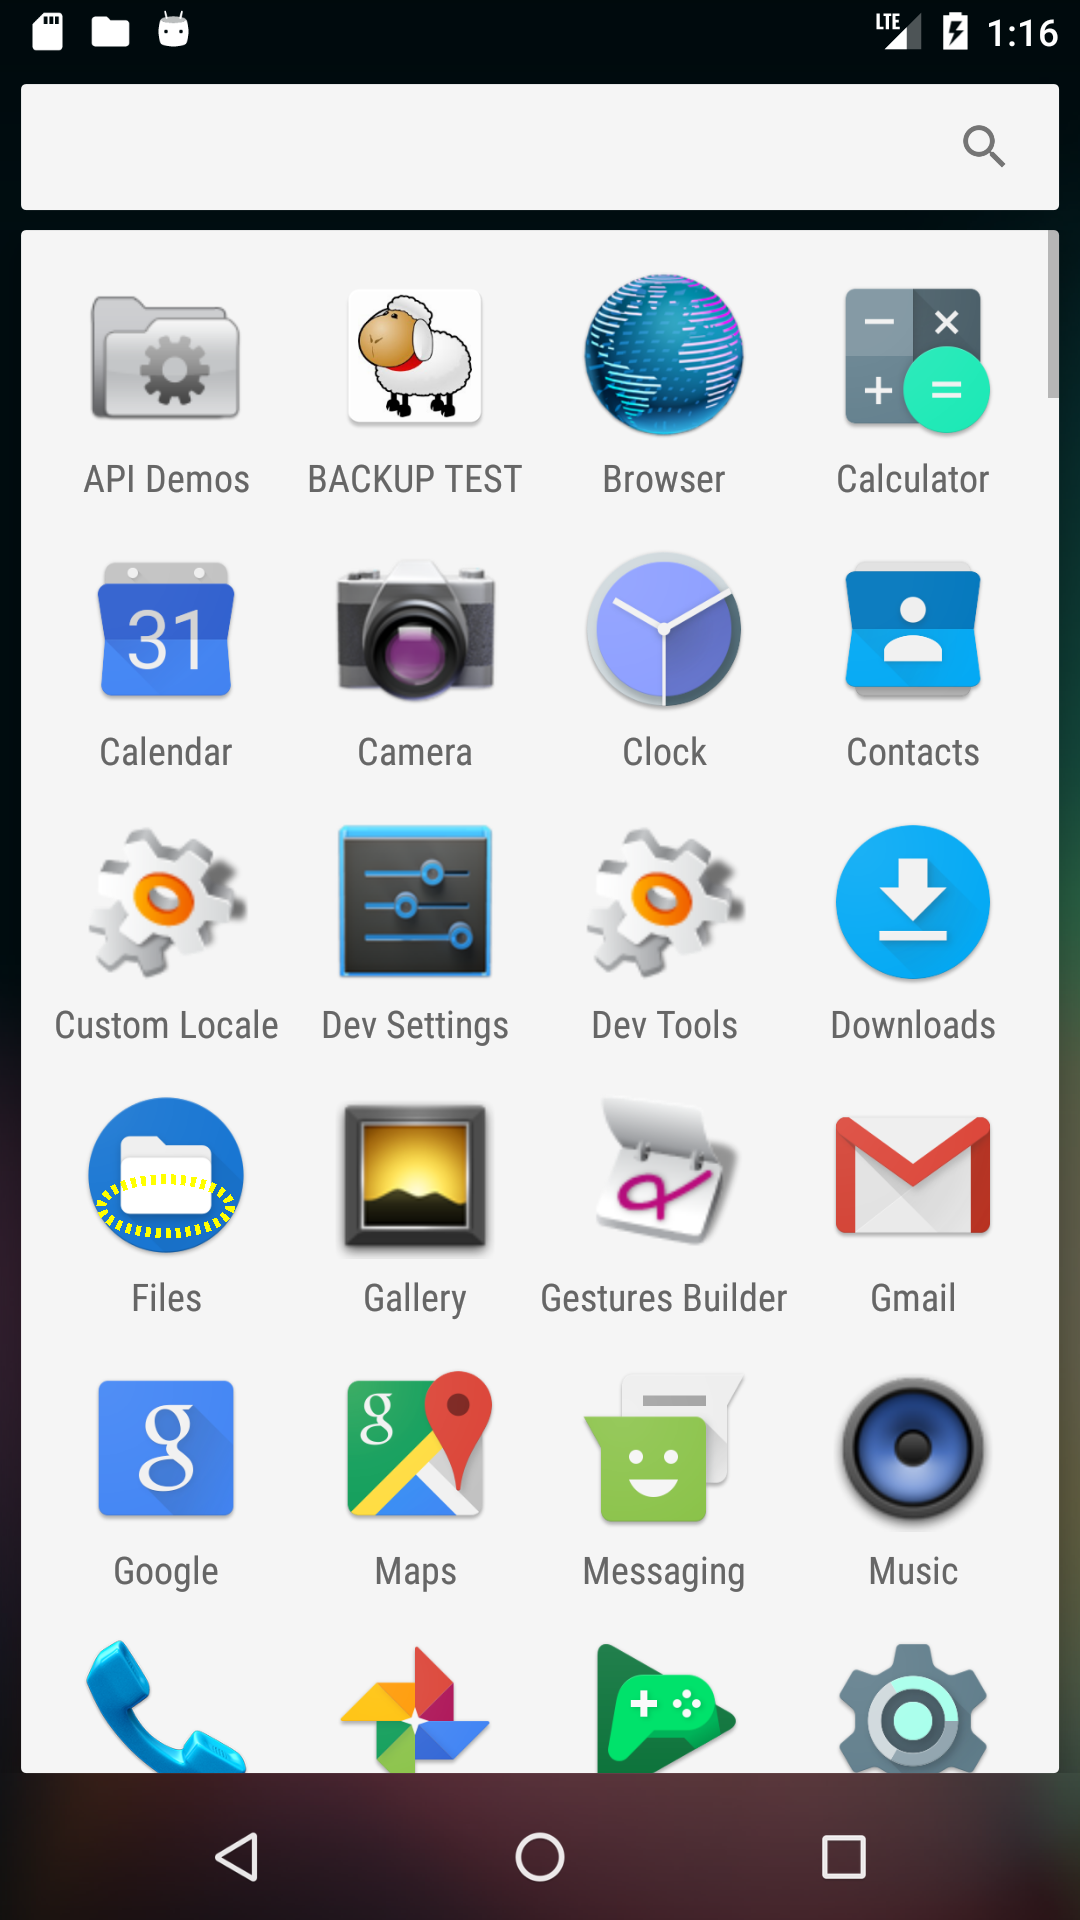 LTE 1:16
API Demos BACKUP TEST Browser Calculator
31
Calendar Camera Clock Contacts
Custom Locale Dev Settings Dev Tools Downloads
Files Gallery Gestures Builder Gmail
g g
Google Maps Messaging Music